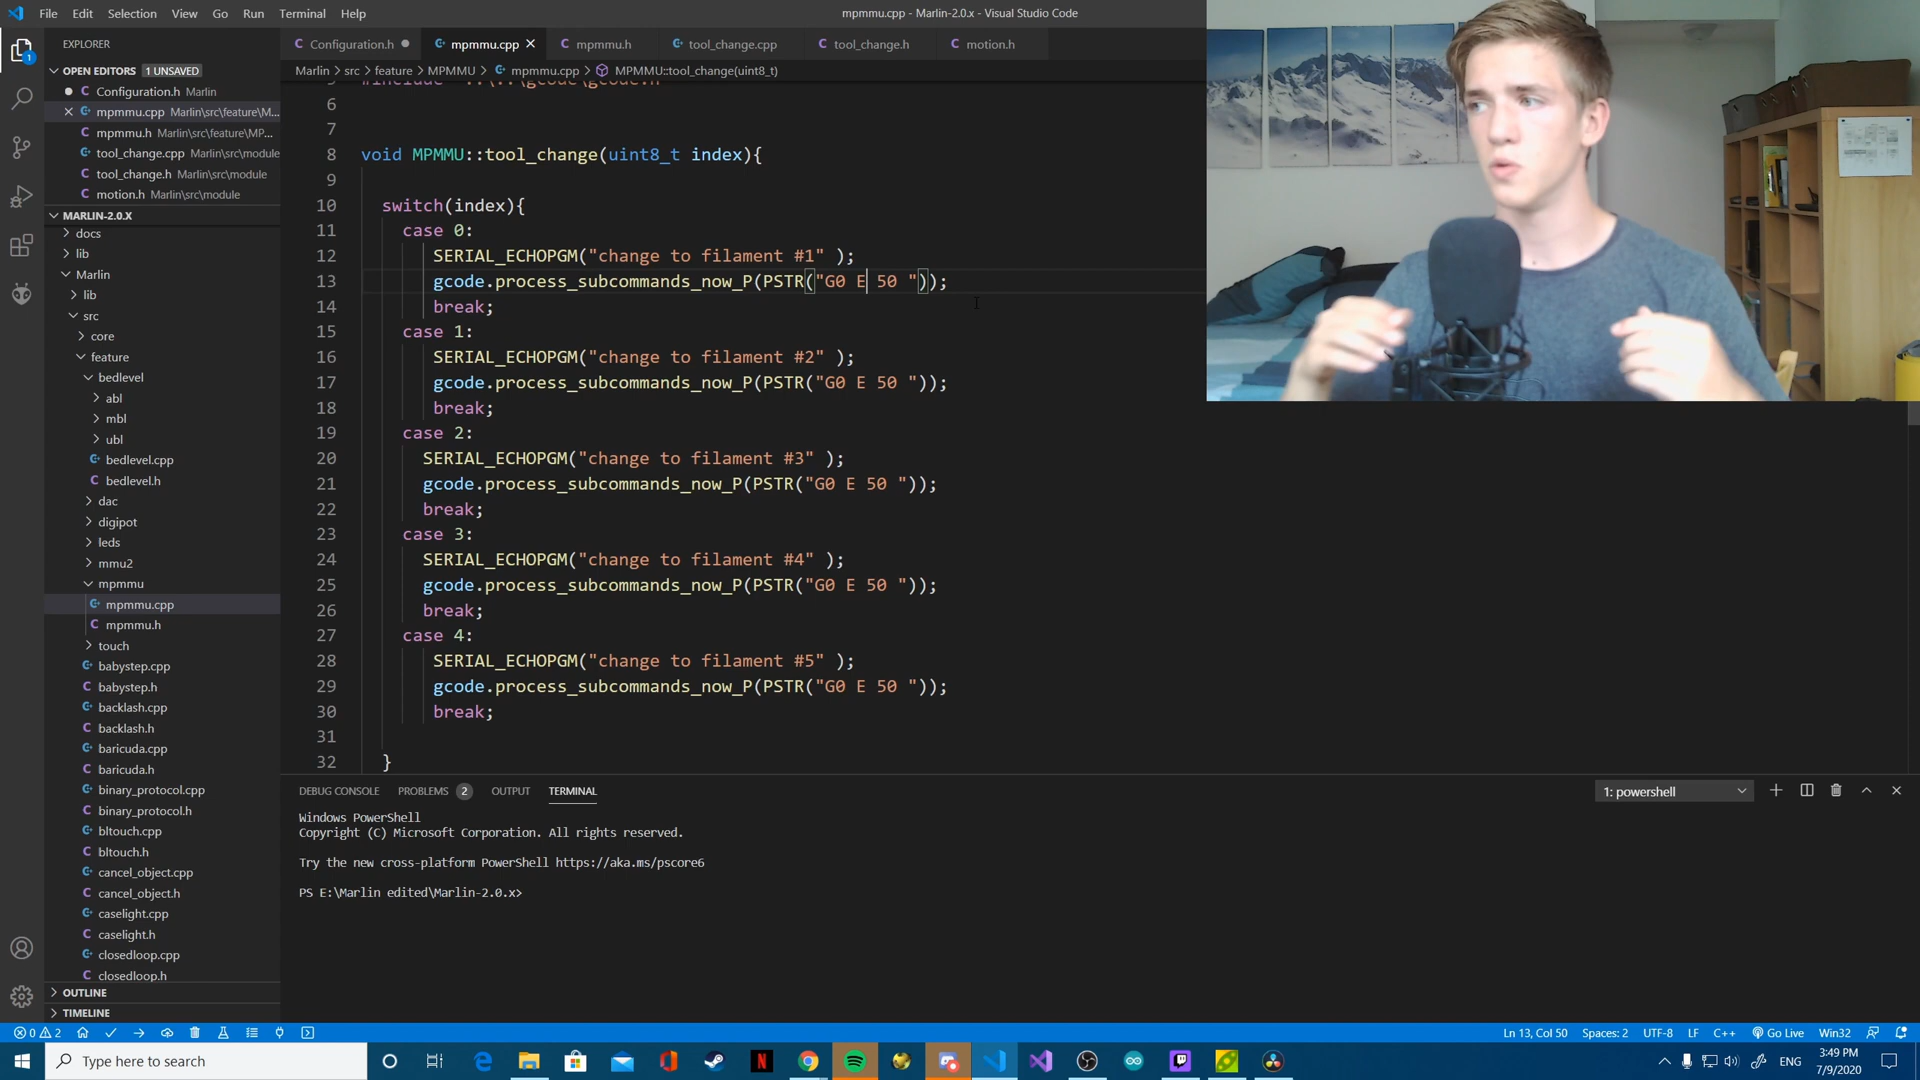 File Edit Selection View Go Run Terminal Help
mpmmu.cpp - Marlin-2.0.x - Visual Studio Code
EXPLORER
Configuration.h
mpmmu.cpp
mpmmu.h
tool_change.cpp
tool_change.h
motion.h
Marlin > src > feature > MPMMU > mpmmu.cpp > MPMMU::tool_change(uint8_t)
OPEN EDITORS 1 UNSAVED
Configuration.h Marlin
mpmmu.cpp Marlin\src\feature\M...
mpmmu.h Marlin\src\feature\MP...
tool_change.cpp Marlin\src\module
tool_change.h Marlin\src\module
motion.h Marlin\src\module
MARLIN-2.0.X
docs
lib
Marlin
lib
src
core
feature
bedlevel
abl
mbl
ubl
bedlevel.cpp
bedlevel.h
dac
digipot
leds
mmu2
mpmmu
mpmmu.cpp
mpmmu.h
touch
babystep.cpp
babystep.h
backlash.cpp
backlash.h
baricuda.cpp
baricuda.h
binary_protocol.cpp
binary_protocol.h
bltouch.cpp
bltouch.h
cancel_object.cpp
cancel_object.h
caselight.cpp
caselight.h
closedloop.cpp
closedloop.h
OUTLINE
TIMELINE
6
7
8 void MPMMU::tool_change(uint8_t index){
9
10 switch(index){
11 case 0:
12 SERIAL_ECHOPGM("change to filament #1" );
13 gcode.process_subcommands_now_P(PSTR("G0 E 50 "));
14 break;
15 case 1:
16 SERIAL_ECHOPGM("change to filament #2" );
17 gcode.process_subcommands_now_P(PSTR("G0 E 50 "));
18 break;
19 case 2:
20 SERIAL_ECHOPGM("change to filament #3" );
21 gcode.process_subcommands_now_P(PSTR("G0 E 50 "));
22 break;
23 case 3:
24 SERIAL_ECHOPGM("change to filament #4" );
25 gcode.process_subcommands_now_P(PSTR("G0 E 50 "));
26 break;
27 case 4:
28 SERIAL_ECHOPGM("change to filament #5" );
29 gcode.process_subcommands_now_P(PSTR("G0 E 50 "));
30 break;
31
32 }
DEBUG CONSOLE PROBLEMS 2 OUTPUT TERMINAL
1: powershell
Windows PowerShell
Copyright (C) Microsoft Corporation. All rights reserved.
Try the new cross-platform PowerShell https://aka.ms/pscore6
PS E:\Marlin edited\Marlin-2.0.x>
0 2
Ln 13, Col 50 Spaces: 2 UTF-8 LF C++ Go Live Win32
Type here to search
ENG
3:49 PM
7/9/2020